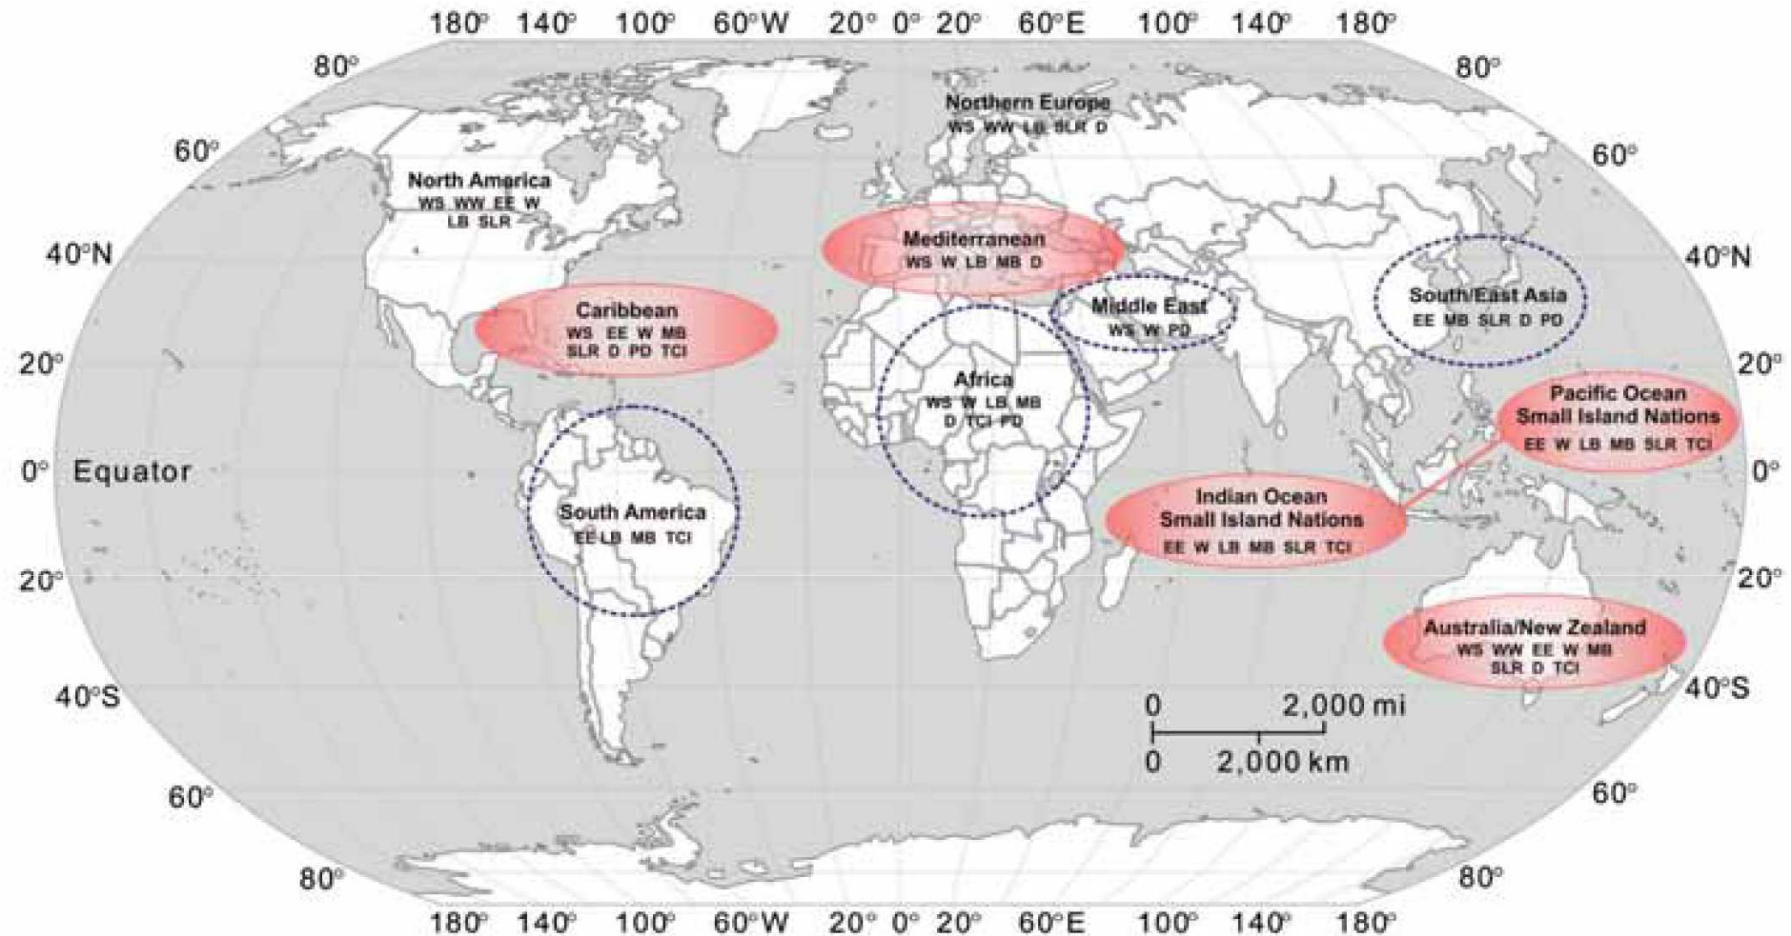 180° 140° 100° 60°W 20° 0° 20° 60°E 100° 140° 180°
80° 80°
Northern Europe
WS WW LB SLR D
60° 60°
North America
WS WW EE W
LB SLR
Mediterranean
WS W LB MB D
40°N 40°N
Caribbean
WS EE W MB
SLR D PD TCI
Middle East
WS W PD
South/East Asia
EE MB SLR D PD
20° 20°
Africa
WS W LB MB
D TCI PD
Pacific Ocean
Small Island Nations
EE W LB MB SLR TCI
0° Equator 0°
Indian Ocean
Small Island Nations
EE W LB MB SLR TCI
South America
EE LB MB TCI
20° 20°
Australia/New Zealand
WS WW EE W MB
SLR D TCI
40°S 40°S
0 2,000 mi
0 2,000 km
60° 60°
80° 80°
180° 140° 100° 60°W 20° 0° 20° 60°E 100° 140° 180°